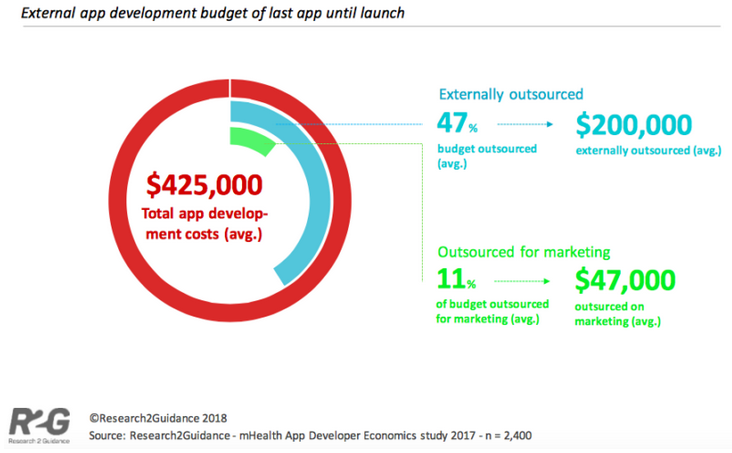 External app development budget of last app until launch
Externally outsourced
47%
budget outsourced
(avg.)
$200,000
externally outsourced (avg.)
$425,000
Total app develop-
ment costs (avg.)
Outsourced for marketing
11%
of budget outsourced
for marketing (avg.)
$47,000
outsurced on
marketing (avg.)
R2G
Research 2 Guidance
©Research2Guidance 2018
Source: Research2Guidance - mHealth App Developer Economics study 2017 - n = 2,400